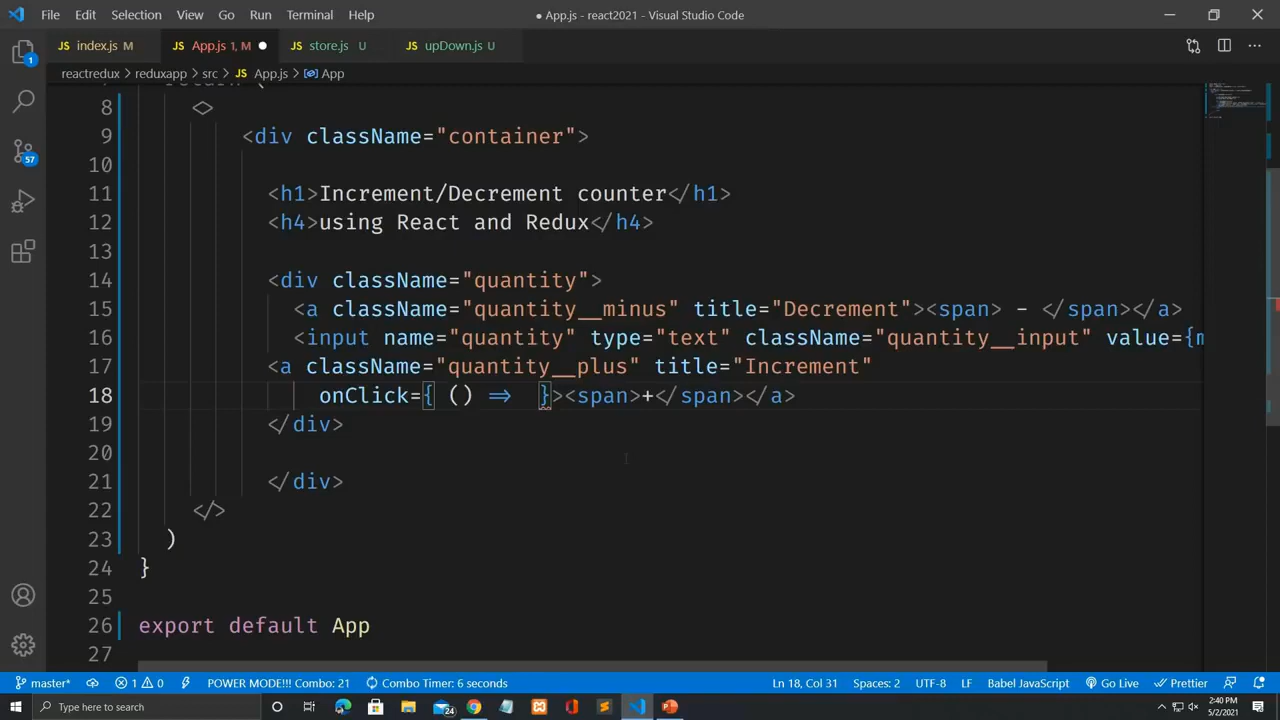 File Edit Selection View Go Run Terminal Help
● App.js - react2021 - Visual Studio Code
JS index.js M
JS App.js 1, M ●
JS store.js U
JS upDown.js U
reactredux > reduxapp > src > JS App.js > App
8 <>
9 <div className="container">
10
11 <h1>Increment/Decrement counter</h1>
12 <h4>using React and Redux</h4>
13
14 <div className="quantity">
15 <a className="quantity__minus" title="Decrement"><span> - </span></a>
16 <input name="quantity" type="text" className="quantity__input" value={m
17 <a className="quantity__plus" title="Increment"
18 onClick={ () => }><span>+</span></a>
19 </div>
20
21 </div>
22 </>
23 )
24 }
25
26 export default App
27
1
57
master* 1 0 POWER MODE!!! Combo: 21 Combo Timer: 6 seconds Ln 18, Col 31 Spaces: 2 UTF-8 LF Babel JavaScript Go Live Prettier
Type here to search
24
2:40 PM
5/2/2021